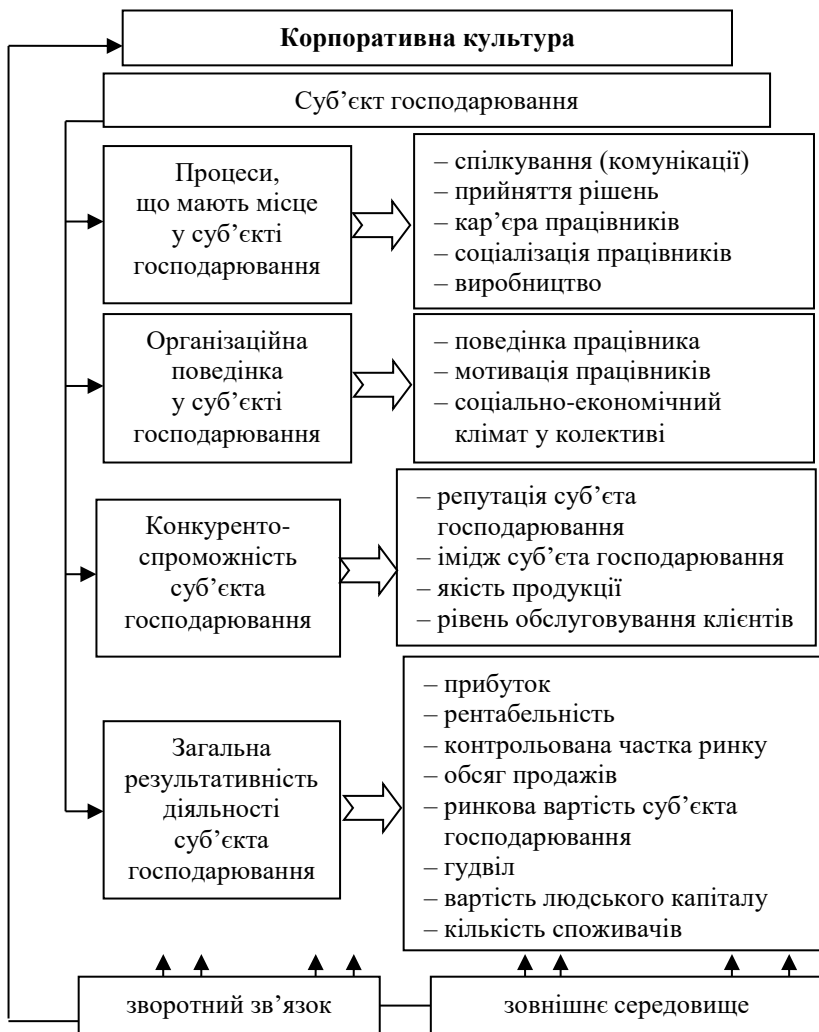 Корпоративна культура
Суб’єкт господарювання
Процеси,
що мають місце
у суб’єкті
господарювання
– спілкування (комунікації)
– прийняття рішень
– кар’єра працівників
– соціалізація працівників
– виробництво
Організаційна
поведінка
у суб’єкті
господарювання
– поведінка працівника
– мотивація працівників
– соціально-економічний
клімат у колективі
Конкуренто-
спроможність
суб’єкта
господарювання
– репутація суб’єта
господарювання
– імідж суб’єта господарювання
– якість продукції
– рівень обслуговування клієнтів
Загальна
результативність
діяльності
суб’єкта
господарювання
– прибуток
– рентабельність
– контрольована частка ринку
– обсяг продажів
– ринкова вартість суб’єкта
господарювання
– гудвіл
– вартість людського капіталу
– кількість споживачів
зворотний зв’язок
зовнішнє середовище